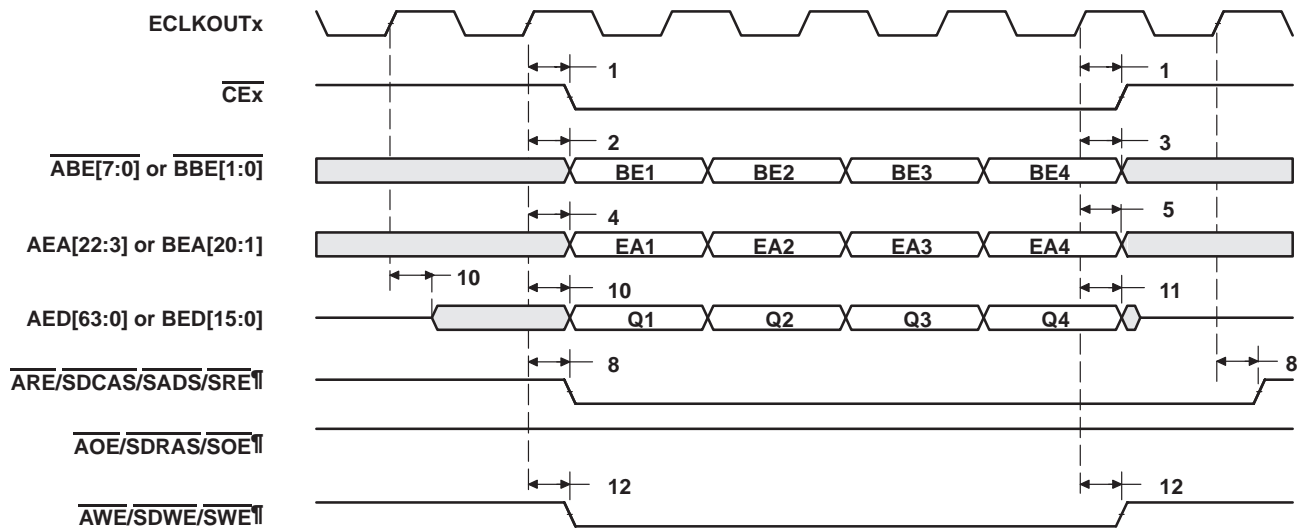 ECLKOUTx
1 1
CEx
2 3
ABE[7:0] or BBE[1:0]
BE1 BE2 BE3 BE4
4 5
AEA[22:3] or BEA[20:1]
EA1 EA2 EA3 EA4
10 10 11
AED[63:0] or BED[15:0]
Q1 Q2 Q3 Q4
8 8
ARE/SDCAS/SADS/SRE¶
AOE/SDRAS/SOE¶
12 12
AWE/SDWE/SWE¶